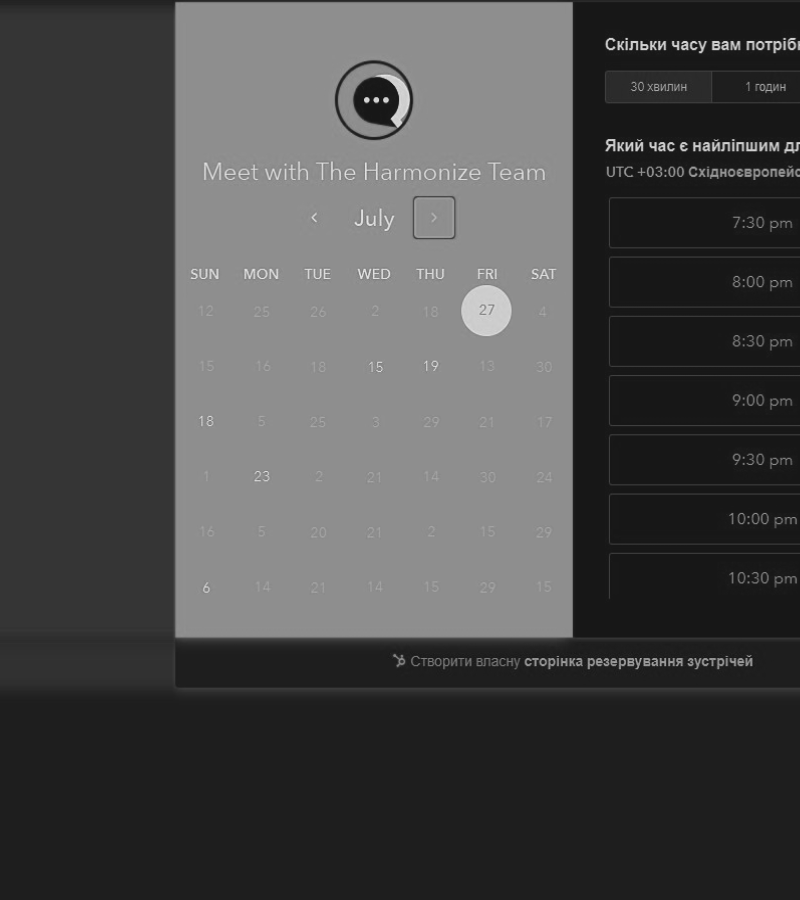 Meet with The Harmonize Team
July
SUN MON TUE WED THU FRI SAT
12 25 26 2 18 27 4
15 16 18 15 19 13 30
18 5 25 3 29 21 17
1 23 2 21 14 30 24
16 5 20 21 2 15 29
6 14 21 14 15 29 15
Скільки часу вам
30 хвилин 1 годин
Який час є найліпшим
UTC +03:00
7:30 pm
8:00 pm
8:30 pm
9:00 pm
9:30 pm
10:00 pm
10:30 pm
Створити власну сторінка резервування зустрічей